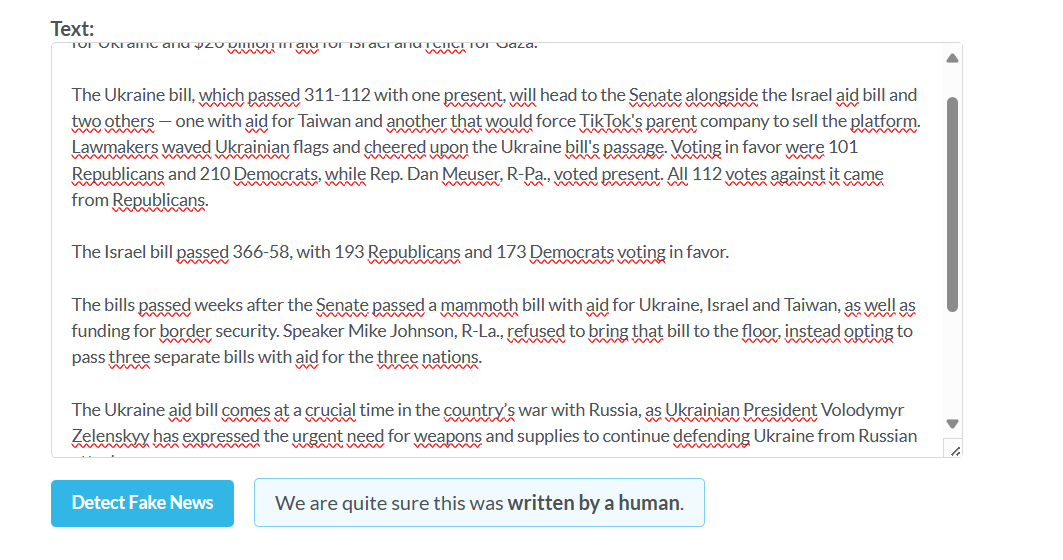 Text:
for Ukraine and $26 billion in aid for Israel and relief for Gaza.
The Ukraine bill, which passed 311-112 with one present, will head to the Senate alongside the Israel aid bill and
two others — one with aid for Taiwan and another that would force TikTok's parent company to sell the platform.
Lawmakers waved Ukrainian flags and cheered upon the Ukraine bill's passage. Voting in favor were 101
Republicans and 210 Democrats, while Rep. Dan Meuser, R-Pa., voted present. All 112 votes against it came
from Republicans.
The Israel bill passed 366-58, with 193 Republicans and 173 Democrats voting in favor.
The bills passed weeks after the Senate passed a mammoth bill with aid for Ukraine, Israel and Taiwan, as well as
funding for border security. Speaker Mike Johnson, R-La., refused to bring that bill to the floor, instead opting to
pass three separate bills with aid for the three nations.
The Ukraine aid bill comes at a crucial time in the country's war with Russia, as Ukrainian President Volodymyr
Zelenskyy has expressed the urgent need for weapons and supplies to continue defending Ukraine from Russian
Detect Fake News
We are quite sure this was written by a human.